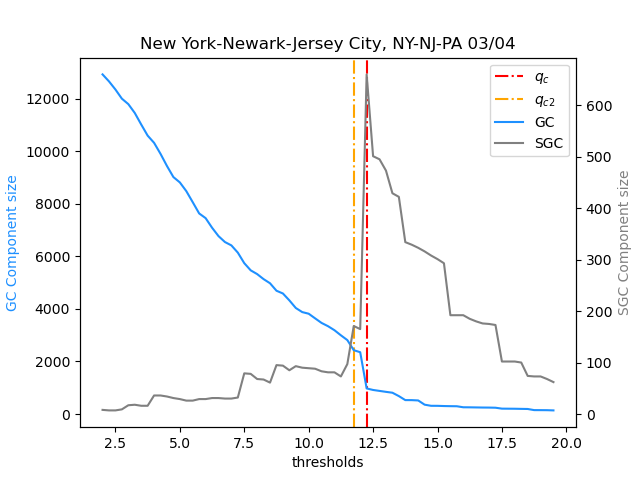 New York-Newark-Jersey City, NY-NJ-PA 03/04
q_c
q_c2
GC
SGC
GC Component size
12000
10000
8000
6000
4000
2000
0
600
500
400
300
200
100
0
SGC Component size
2.5 5.0 7.5 10.0 12.5 15.0 17.5 20.0
thresholds